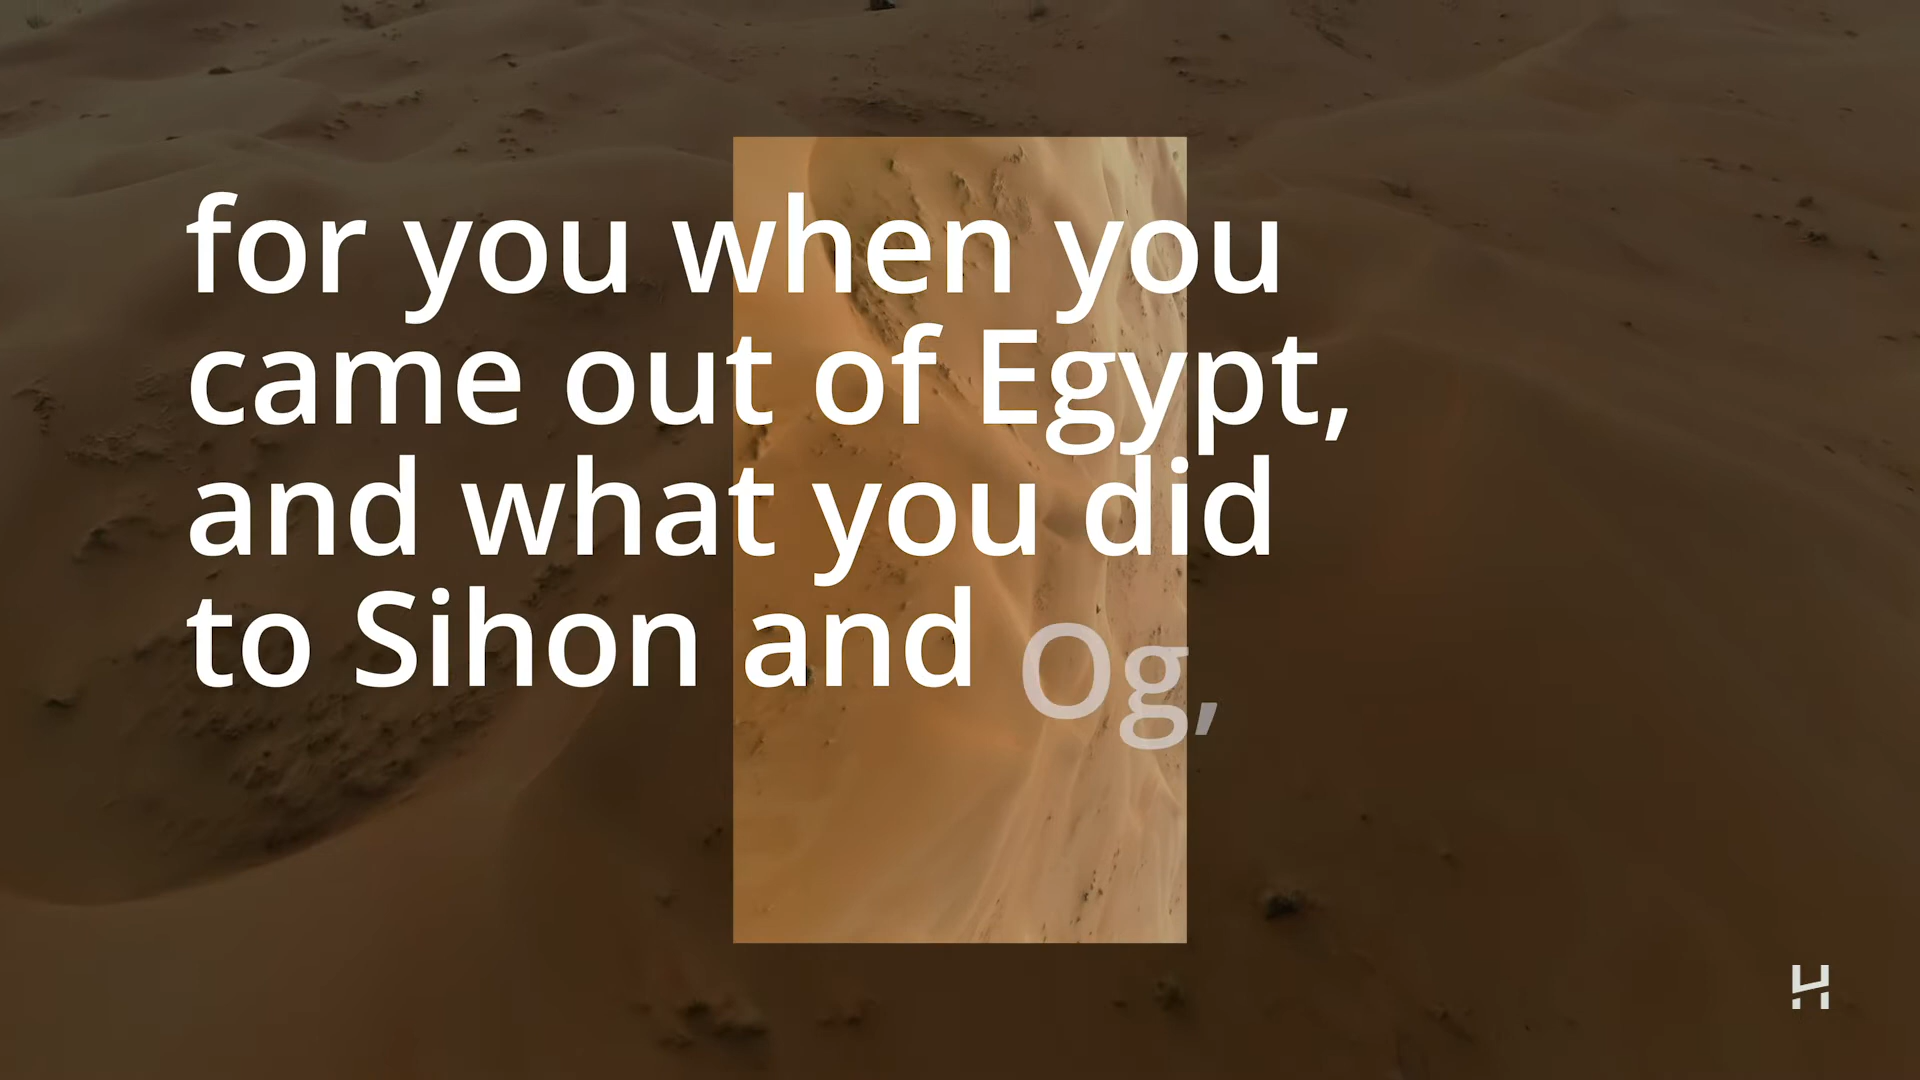 for you when you
came out of Egypt,
and what you did
to Sihon and Og,